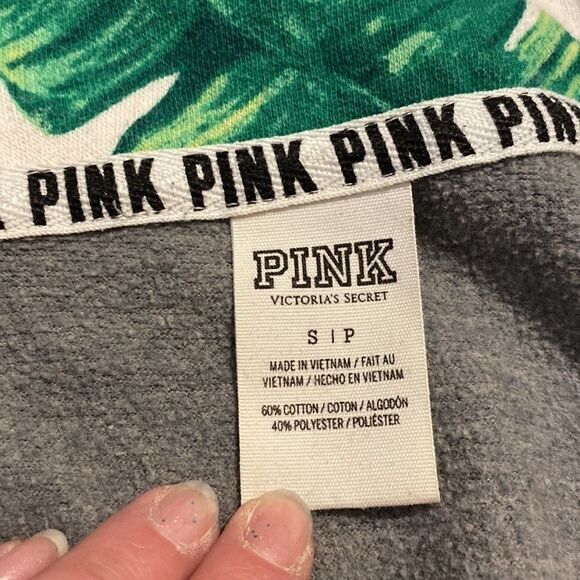 PINK PINK PINK PINK
PINK
VICTORIA'S SECRET
S | P
MADE IN VIETNAM / FAIT AU
VIETNAM / HECHO EN VIETNAM
60% COTTON / COTON / ALGODÓN
40% POLYESTER / POLIÉSTER